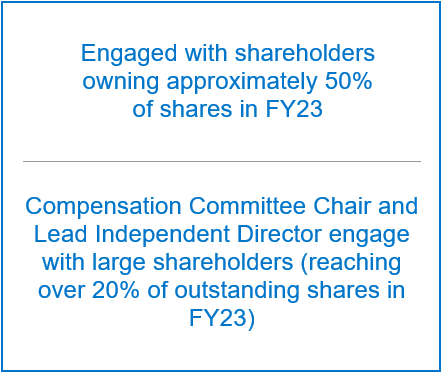 Engaged with shareholders
owning approximately 50%
of shares in FY23
Compensation Committee Chair and
Lead Independent Director engage
with large shareholders (reaching
over 20% of outstanding shares in
FY23)